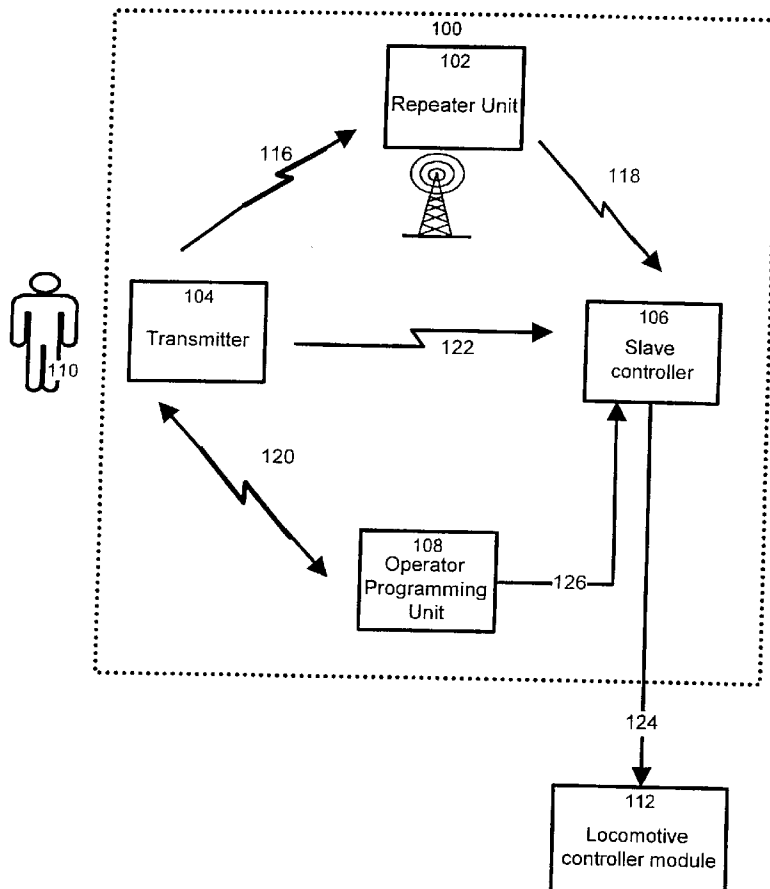 100
102
Repeater Unit
116
118
104
Transmitter
106
Slave
controller
122
110
120
108
Operator
Programming
Unit
126
124
112
Locomotive
controller module